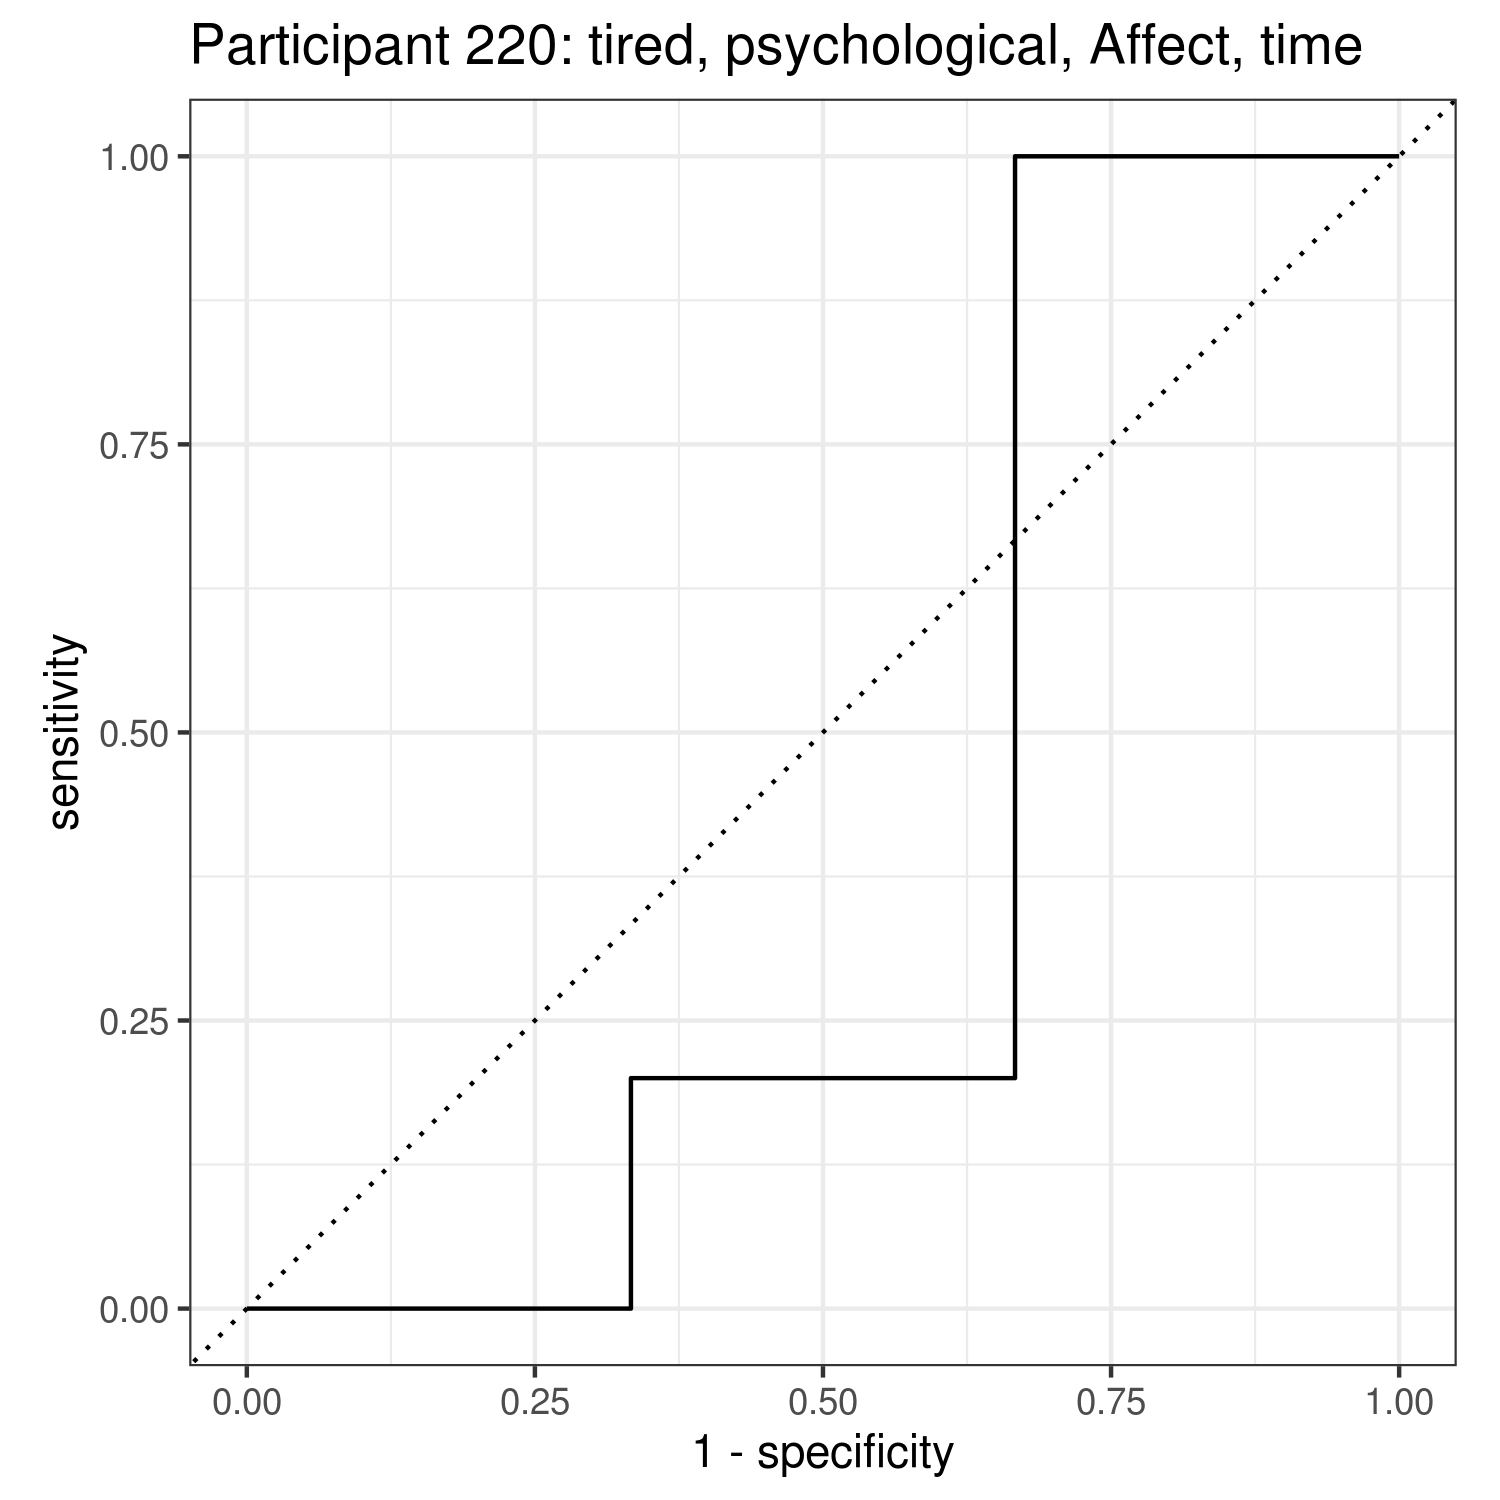 Participant 220: tired, psychological, Affect, time
1.00
0.75
0.50
0.25
0.00
sensitivity
0.00 0.25 0.50 0.75 1.00
1 - specificity